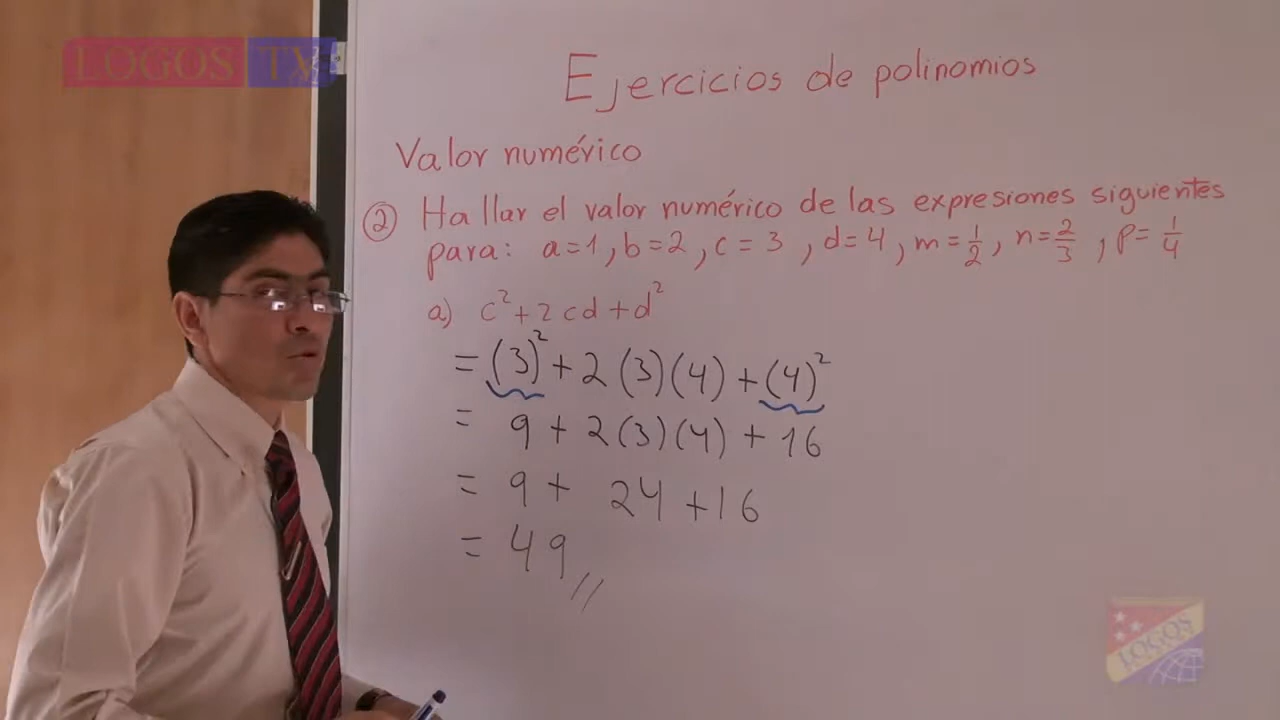 LOGOS TV
Ejercicios de polinomios
Valor numérico
② Hallar el valor numérico de las expresiones siguientes
para: a=1, b=2, c=3, d=4, m=1/2, n=2/3, p=1/4
a) c²+2cd+d²
=(3)²+2(3)(4)+(4)²
= 9+2(3)(4)+16
= 9+ 24+16
= 49//
LOGOS